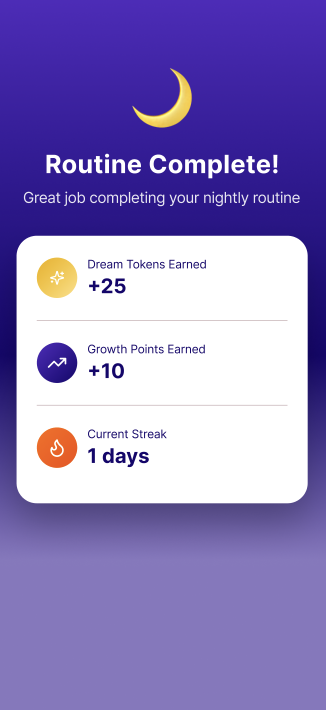 Routine Complete!
Great job completing your nightly routine
Dream Tokens Earned
+25
Growth Points Earned
+10
Current Streak
1 days